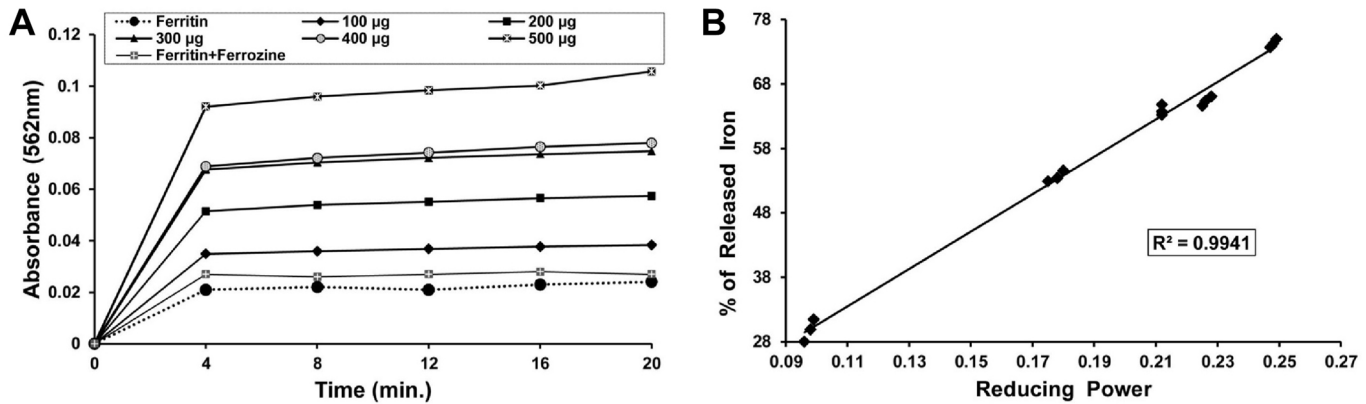 A
Ferritin 100 µg 200 µg
300 µg 400 µg 500 µg
Ferritin+Ferrozine
Absorbance (562nm)
0.12
0.1
0.08
0.06
0.04
0.02
0
0 4 8 12 16 20
Time (min.)
B
% of Released Iron
78
68
58
48
38
28
R² = 0.9941
0.09 0.11 0.13 0.15 0.17 0.19 0.21 0.23 0.25 0.27
Reducing Power